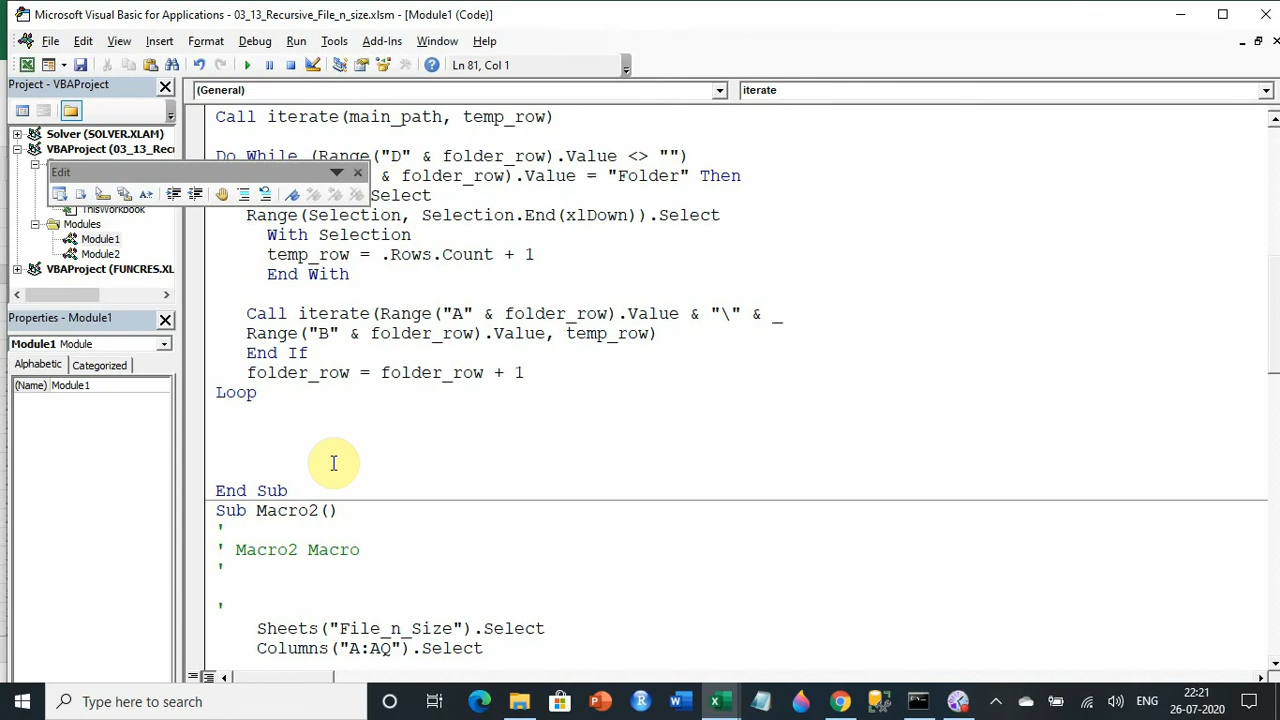 Microsoft Visual Basic for Applications - 03_13_Recursive_File_n_size.xlsm - [Module1 (Code)]
File Edit View Insert Format Debug Run Tools Add-Ins Window Help
Ln 81, Col 1
Project - VBAProject
(General)
iterate
Solver (SOLVER.XLAM)
VBAProject (03_13_Recu
Edit
ThisWorkbook
Modules
Module1
Module2
VBAProject (FUNCRES.XL
Properties - Module1
Module1 Module
Alphabetic Categorized
(Name) Module1
Call iterate(main_path, temp_row)
Do While (Range("D" & folder_row).Value <> "")
& folder_row).Value = "Folder" Then
Select
Range(Selection, Selection.End(xlDown)).Select
With Selection
temp_row = .Rows.Count + 1
End With
Call iterate(Range("A" & folder_row).Value & "\" & _
Range("B" & folder_row).Value, temp_row)
End If
folder_row = folder_row + 1
Loop
End Sub
Sub Macro2()
'
' Macro2 Macro
'
'
Sheets("File_n_Size").Select
Columns("A:AQ").Select
Type here to search
ENG
22:21
26-07-2020